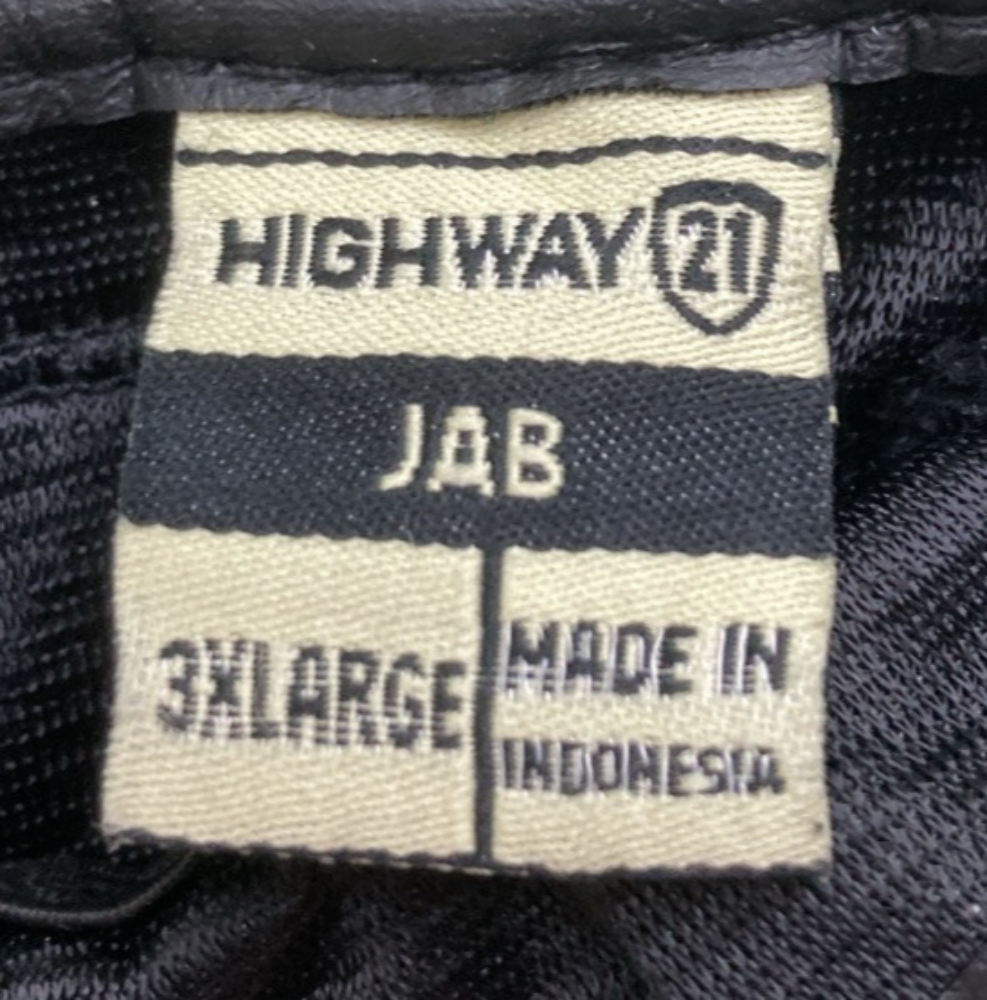 HIGHWAY 21
JAB
3XLARGE
MADE IN
INDONESIA